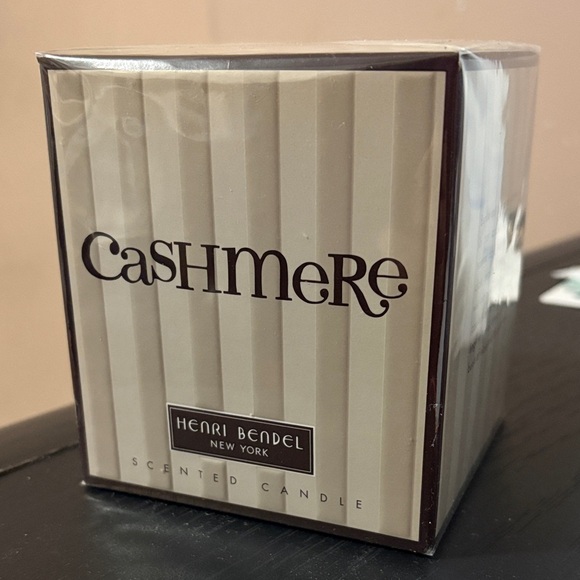 CaSHmeRe
HENRI BENDEL
NEW YORK
SCENTED CANDLE